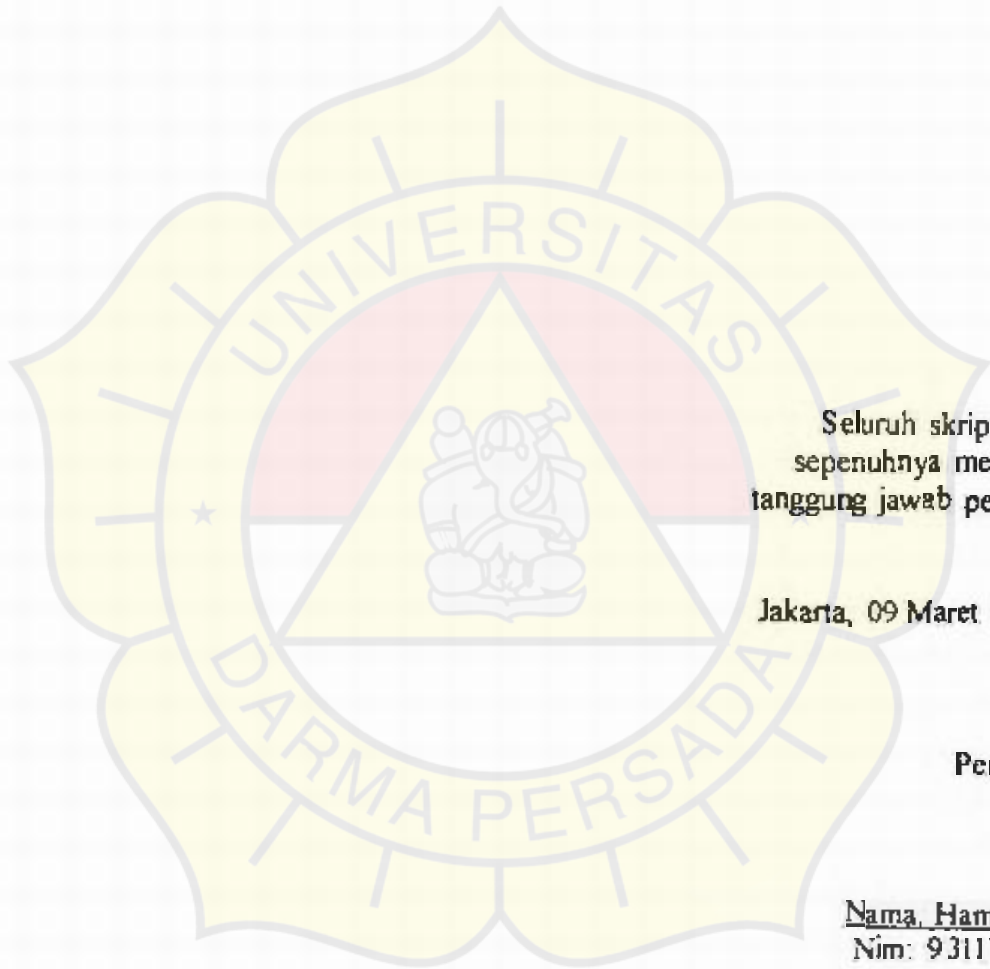 UNIVERSITAS
DARMA PERSADA
Seluruh skrip
sepenuhnya me
tanggung jawab pe
Jakarta, 09 Maret
Per
Nama, Ham
Nim: 9311